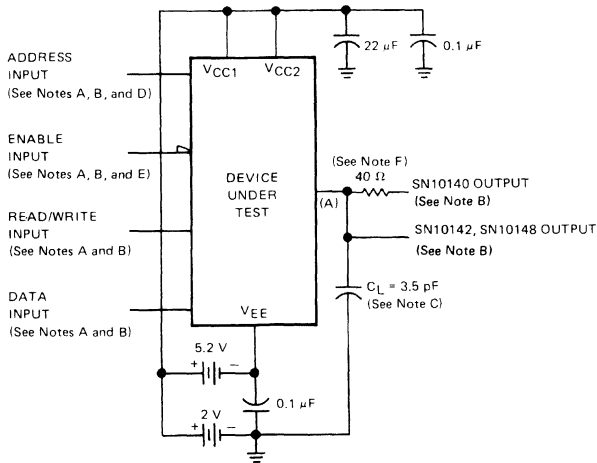 22 μF
0.1 μF
ADDRESS
INPUT
(See Notes A, B, and D)
VCC1
VCC2
ENABLE
INPUT
(See Notes A, B, and E)
DEVICE
UNDER
TEST
(See Note F)
40 Ω
(A)
SN10140 OUTPUT
(See Note B)
READ/WRITE
INPUT
(See Notes A and B)
SN10142, SN10148 OUTPUT
(See Note B)
CL = 3.5 pF
(See Note C)
DATA
INPUT
(See Notes A and B)
VEE
5.2 V
+ −
0.1 μF
2 V
+ −